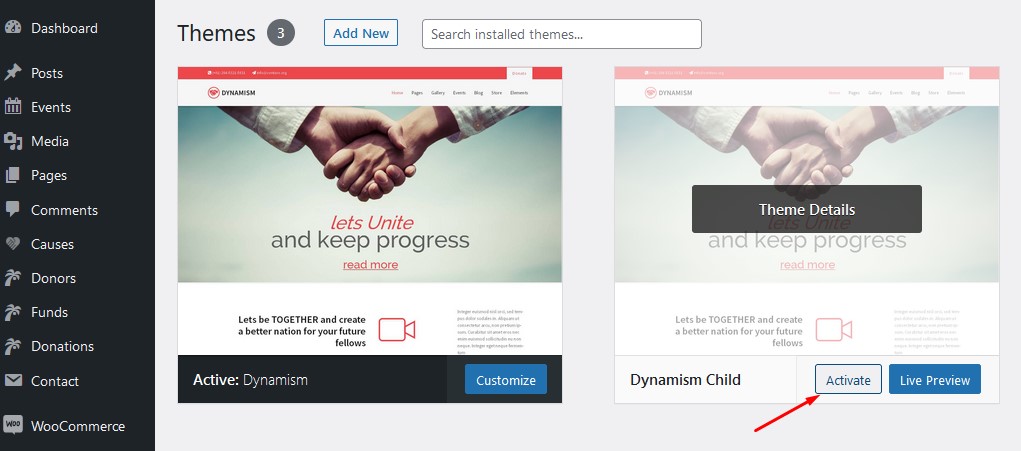 Dashboard
Posts
Events
Media
Pages
Comments
Causes
Donors
Funds
Donations
Contact
WOO
WooCommerce
Themes 3
Add New
Search installed themes...
Donate
DYNAMISM
Home Pages Gallery Events Blog Store Elements
lets Unite
and keep progress
read more
Lets be TOGETHER and create
a better nation for your future
fellows
Active: Dynamism
Customize
Donate
DYNAMISM
Home Pages Gallery Events Blog Store Elements
Theme Details
and keep progress
read more
Lets be TOGETHER and create
a better nation for your future
fellows
Dynamism Child
Activate
Live Preview